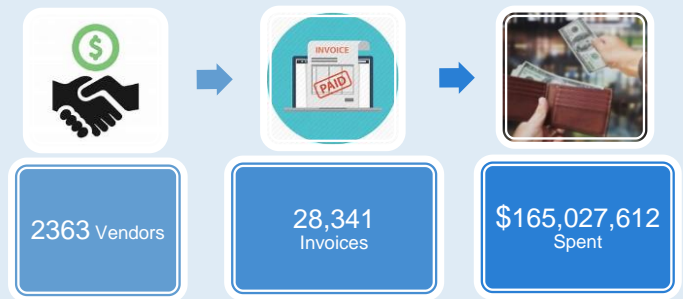 $
INVOICE
PAID
2363 Vendors
28,341
Invoices
$165,027,612
Spent